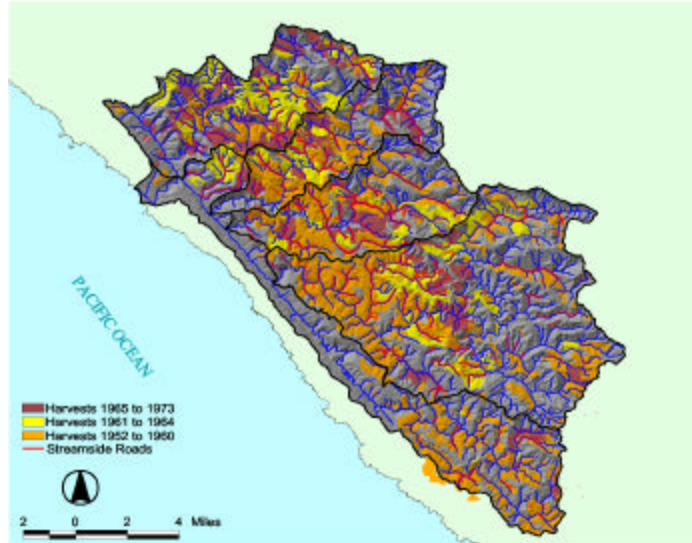 PACIFIC OCEAN
Harvests 1965 to 1973
Harvests 1961 to 1964
Harvests 1952 to 1960
Streamside Roads
2 0 2 4 Miles